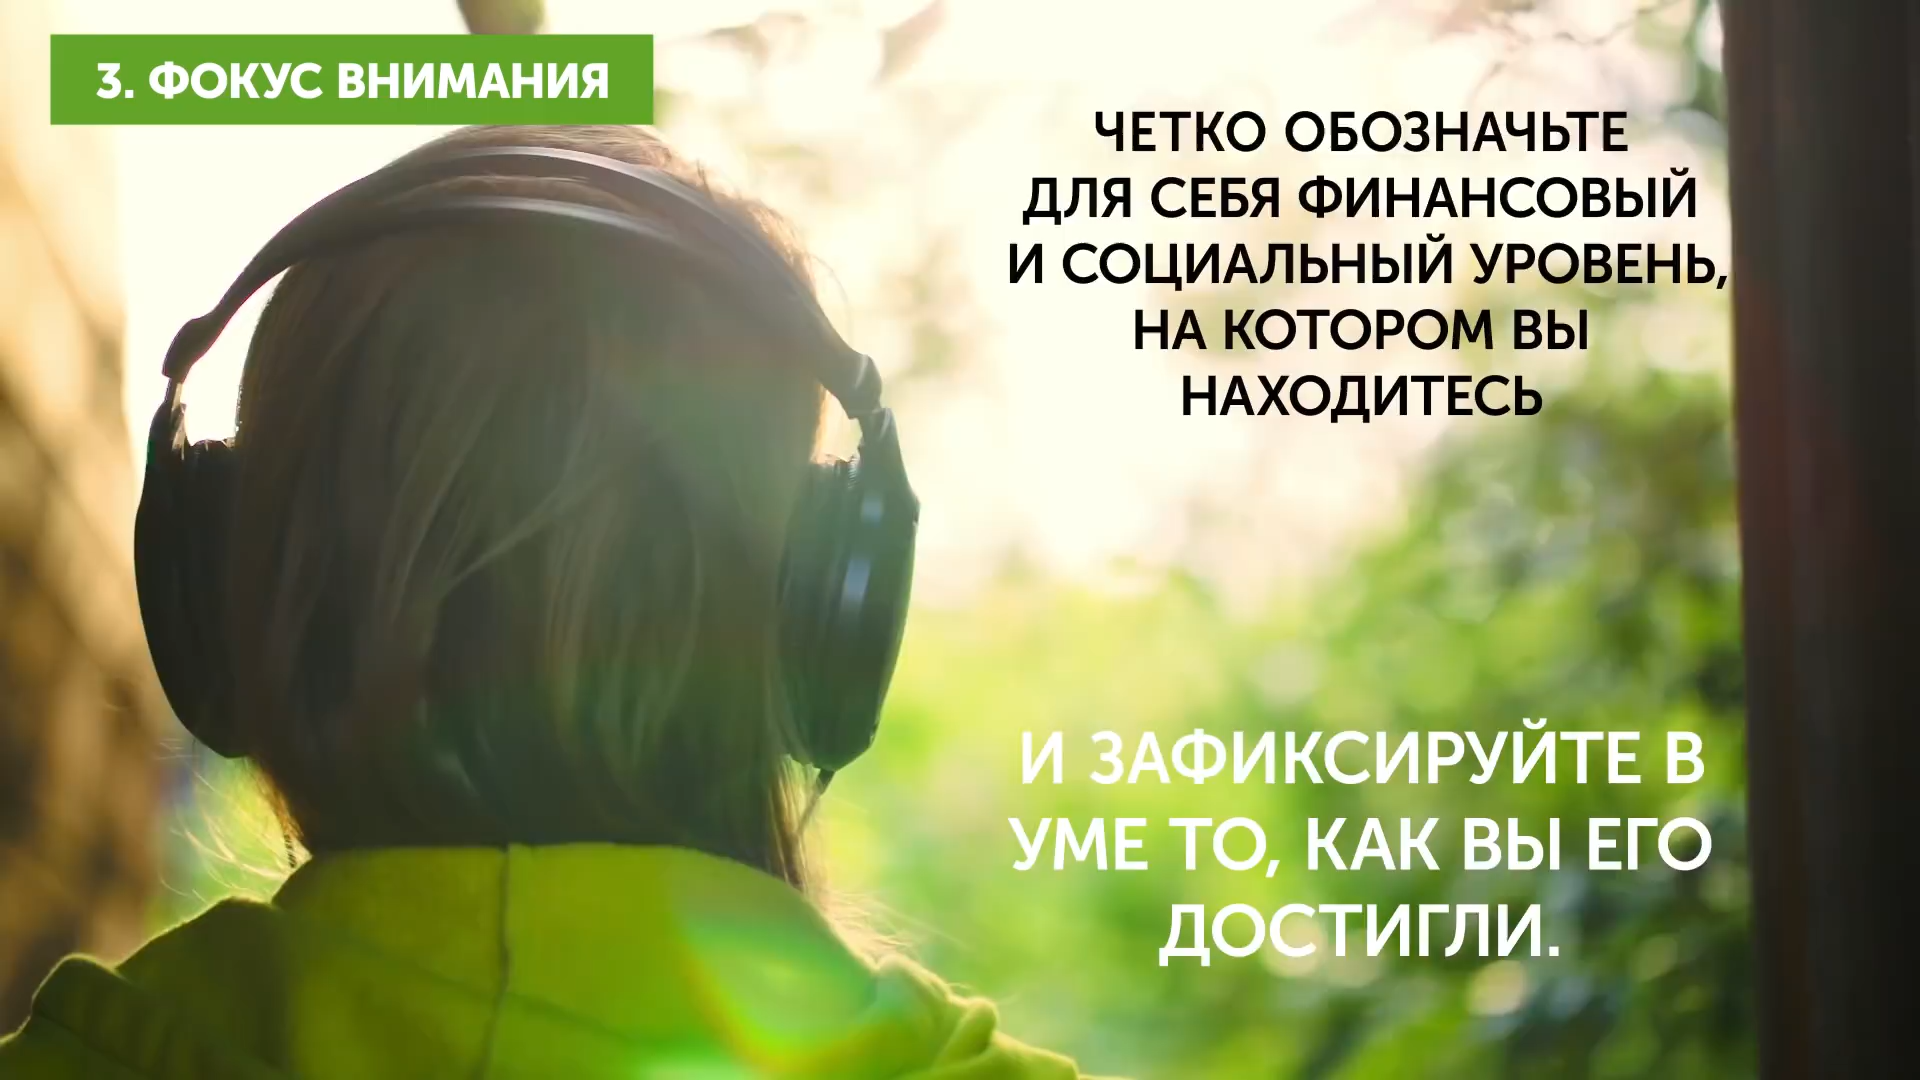 3. ФОКУС ВНИМАНИЯ
ЧЕТКО ОБОЗНАЧЬТЕ
ДЛЯ СЕБЯ ФИНАНСОВЫЙ
И СОЦИАЛЬНЫЙ УРОВЕНЬ,
НА КОТОРОМ ВЫ
НАХОДИТЕСЬ
И ЗАФИКСИРУЙТЕ В
УМЕ ТО, КАК ВЫ ЕГО
ДОСТИГЛИ.